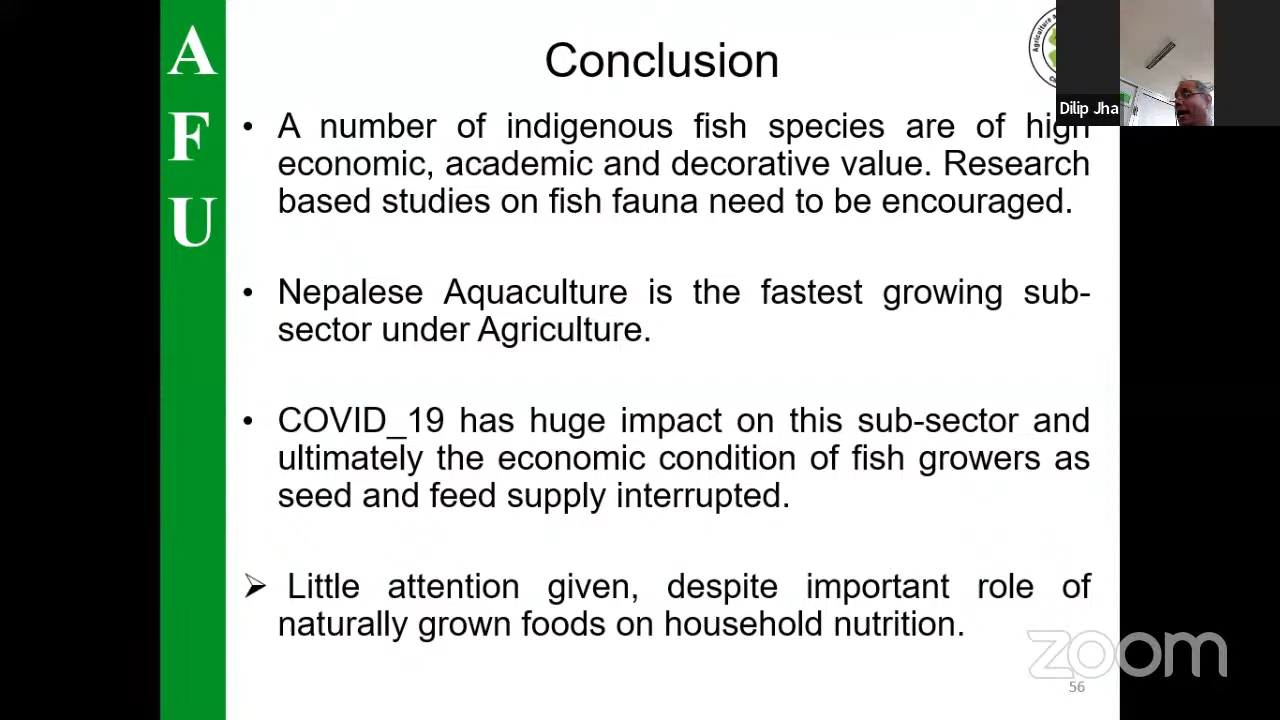 A
F
U
Conclusion
Agriculture a
Dilip Jha
• A number of indigenous fish species are of high
economic, academic and decorative value. Research
based studies on fish fauna need to be encouraged.
• Nepalese Aquaculture is the fastest growing sub-
sector under Agriculture.
• COVID_19 has huge impact on this sub-sector and
ultimately the economic condition of fish growers as
seed and feed supply interrupted.
➢ Little attention given, despite important role of
naturally grown foods on household nutrition.
zoom
56